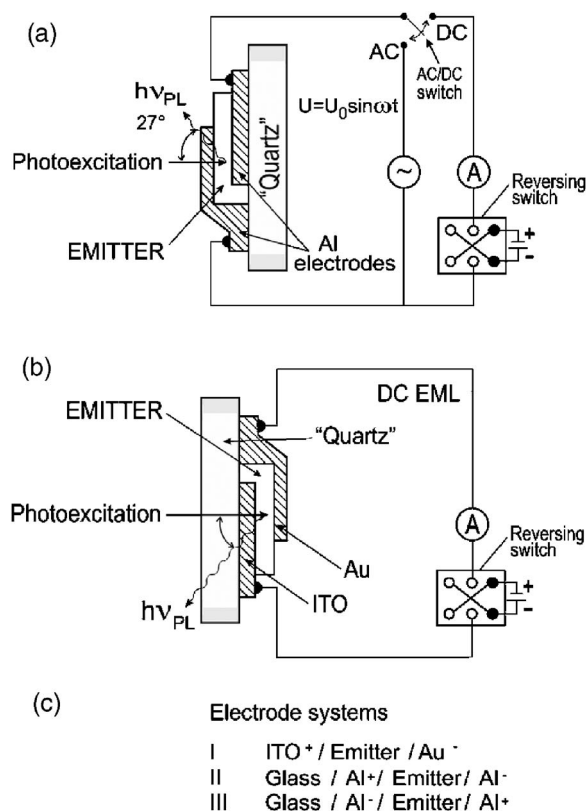 (a)
DC
AC
AC/DC
switch
hνPL
27°
U=U₀sinωt
Photoexcitation
"Quartz"
~
A
Reversing
switch
+
-
EMITTER
Al
electrodes
(b)
DC EML
EMITTER
"Quartz"
Photoexcitation
A
Reversing
switch
Au
+
-
hνPL
ITO
(c)
Electrode systems
I ITO⁺ / Emitter / Au⁻
II Glass / Al⁺/ Emitter/ Al⁻
III Glass / Al⁻/ Emitter/ Al⁺